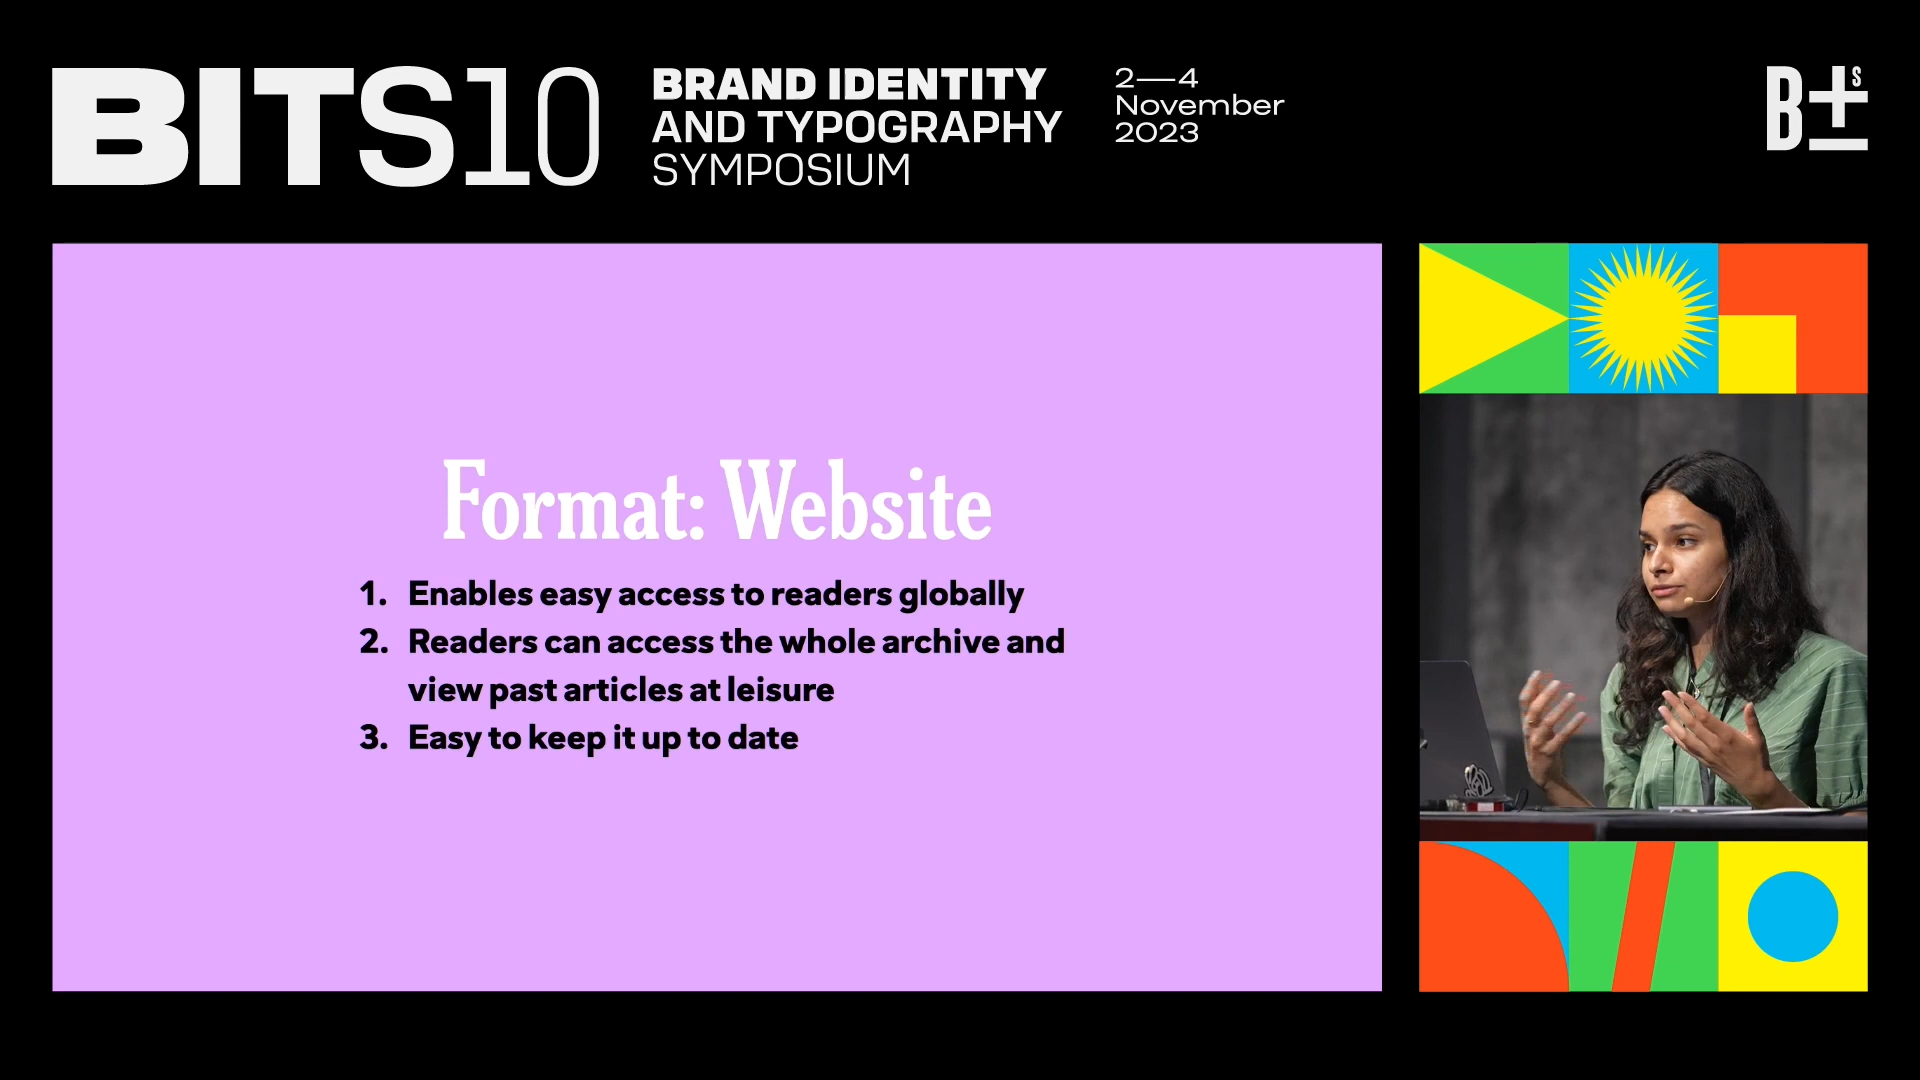 BITS10
BRAND IDENTITY
AND TYPOGRAPHY
SYMPOSIUM
2—4
November
2023
B±s
Format: Website
1. Enables easy access to readers globally
2. Readers can access the whole archive and
view past articles at leisure
3. Easy to keep it up to date